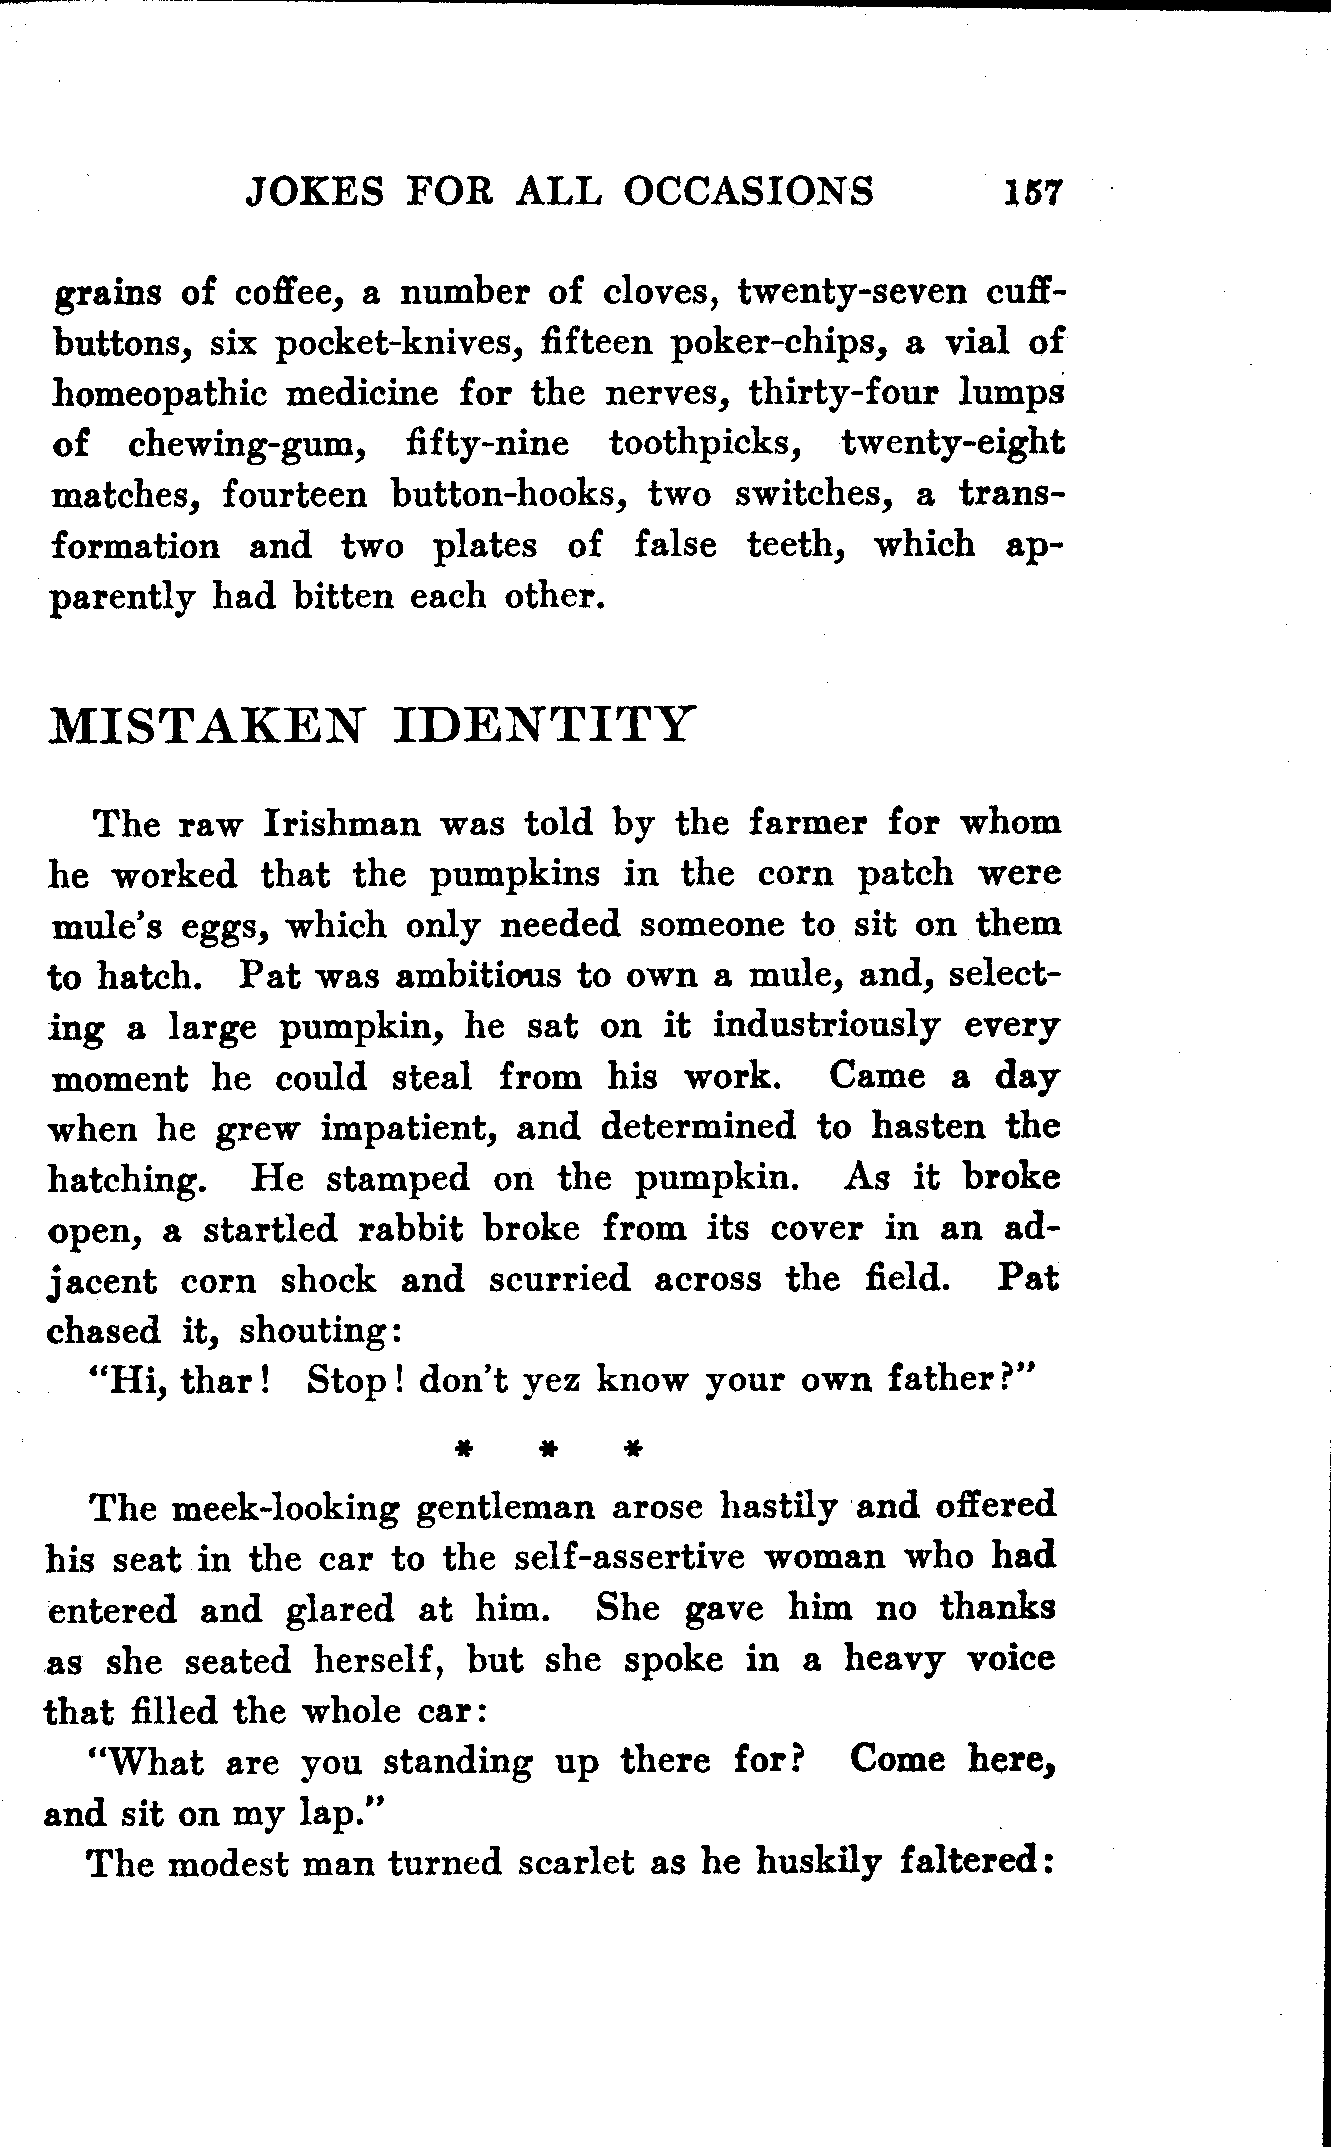 JOKES FOR ALL OCCASIONS 157
grains of coffee, a number of cloves, twenty-seven cuff-
buttons, six pocket-knives, fifteen poker-chips, a vial of
homeopathic medicine for the nerves, thirty-four lumps
of chewing-gum, fifty-nine toothpicks, twenty-eight
matches, fourteen button-hooks, two switches, a trans-
formation and two plates of false teeth, which ap-
parently had bitten each other.
MISTAKEN IDENTITY
The raw Irishman was told by the farmer for whom
he worked that the pumpkins in the corn patch were
mule's eggs, which only needed someone to sit on them
to hatch. Pat was ambitious to own a mule, and, select-
ing a large pumpkin, he sat on it industriously every
moment he could steal from his work. Came a day
when he grew impatient, and determined to hasten the
hatching. He stamped on the pumpkin. As it broke
open, a startled rabbit broke from its cover in an ad-
jacent corn shock and scurried across the field. Pat
chased it, shouting:
"Hi, thar! Stop! don't yez know your own father?"
* * *
The meek-looking gentleman arose hastily and offered
his seat in the car to the self-assertive woman who had
entered and glared at him. She gave him no thanks
as she seated herself, but she spoke in a heavy voice
that filled the whole car:
"What are you standing up there for? Come here,
and sit on my lap."
The modest man turned scarlet as he huskily faltered: